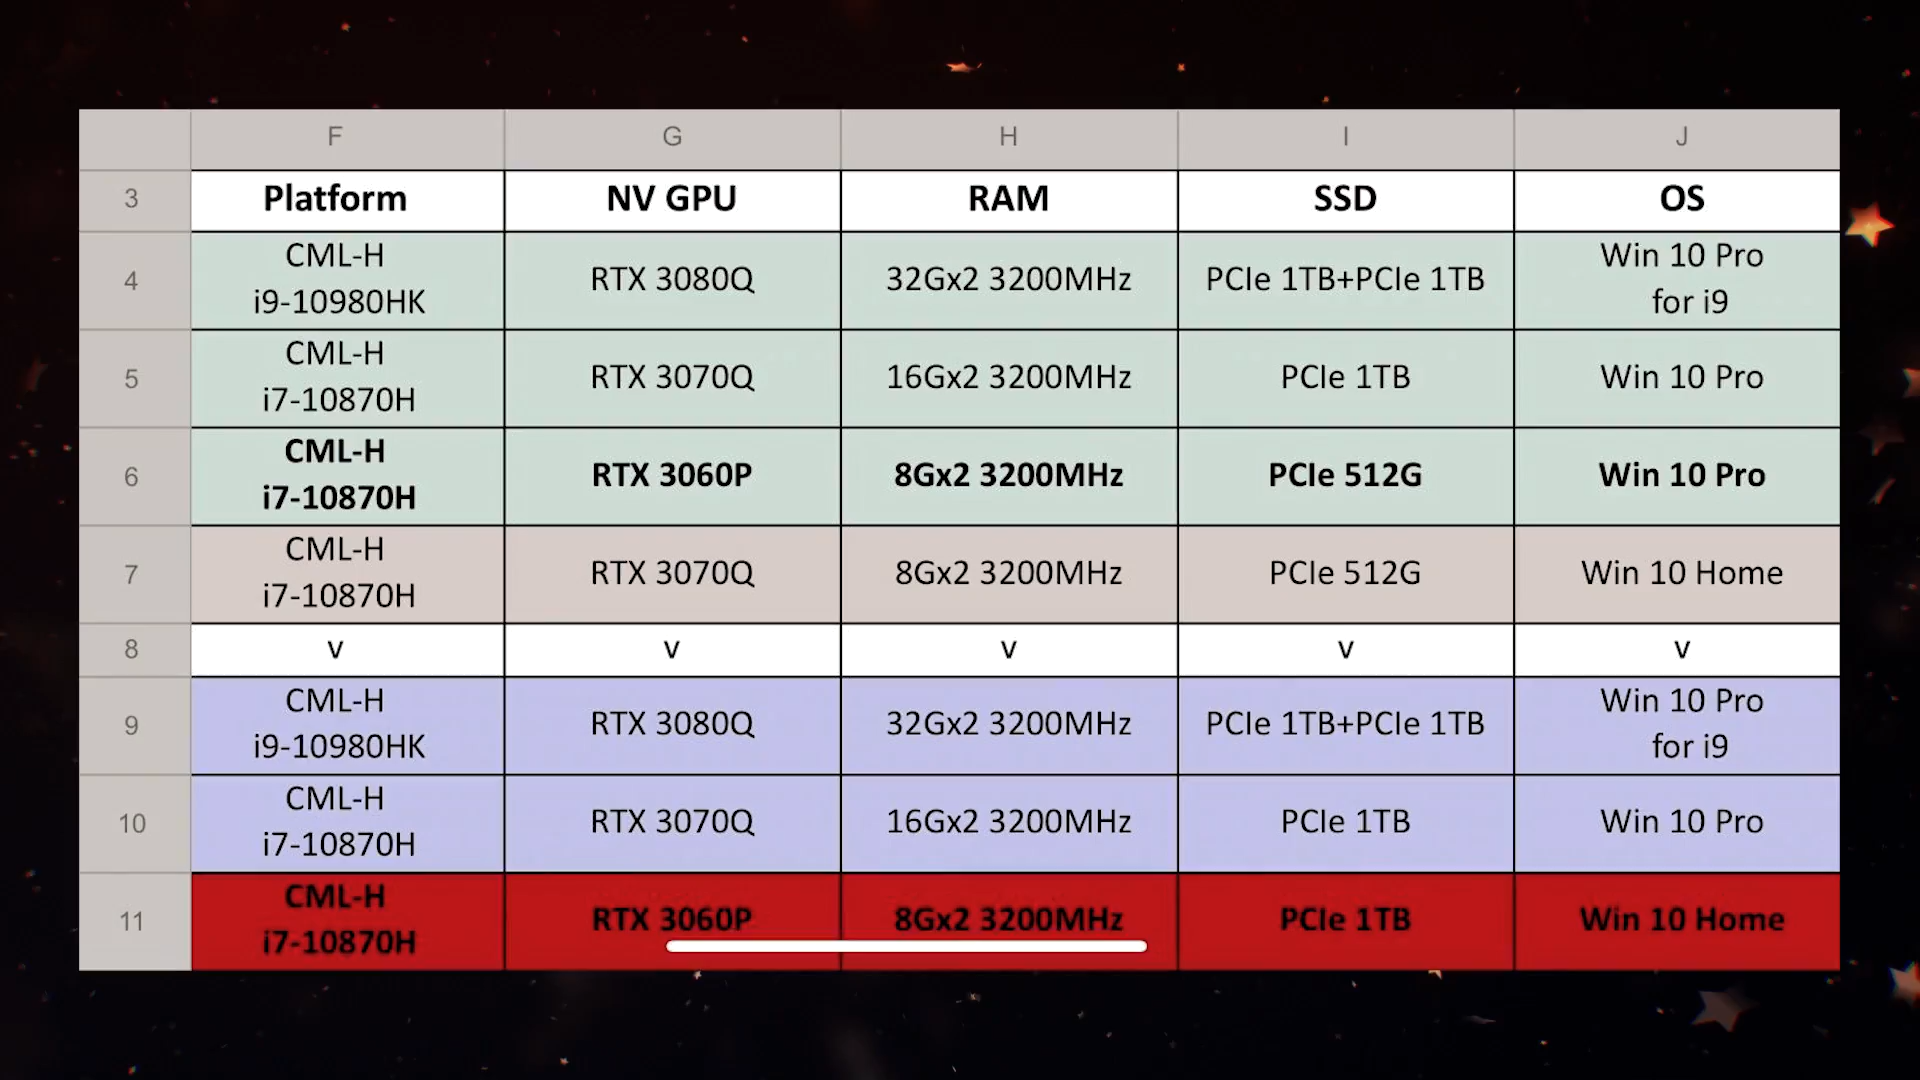 F G H I J
3 Platform NV GPU RAM SSD OS
4 CML-H i9-10980HK RTX 3080Q 32Gx2 3200MHz PCIe 1TB+PCIe 1TB Win 10 Pro for i9
5 CML-H i7-10870H RTX 3070Q 16Gx2 3200MHz PCIe 1TB Win 10 Pro
6 CML-H i7-10870H RTX 3060P 8Gx2 3200MHz PCIe 512G Win 10 Pro
7 CML-H i7-10870H RTX 3070Q 8Gx2 3200MHz PCIe 512G Win 10 Home
8 v v v v v
9 CML-H i9-10980HK RTX 3080Q 32Gx2 3200MHz PCIe 1TB+PCIe 1TB Win 10 Pro for i9
10 CML-H i7-10870H RTX 3070Q 16Gx2 3200MHz PCIe 1TB Win 10 Pro
11 CML-H i7-10870H RTX 3060P 8Gx2 3200MHz PCIe 1TB Win 10 Home